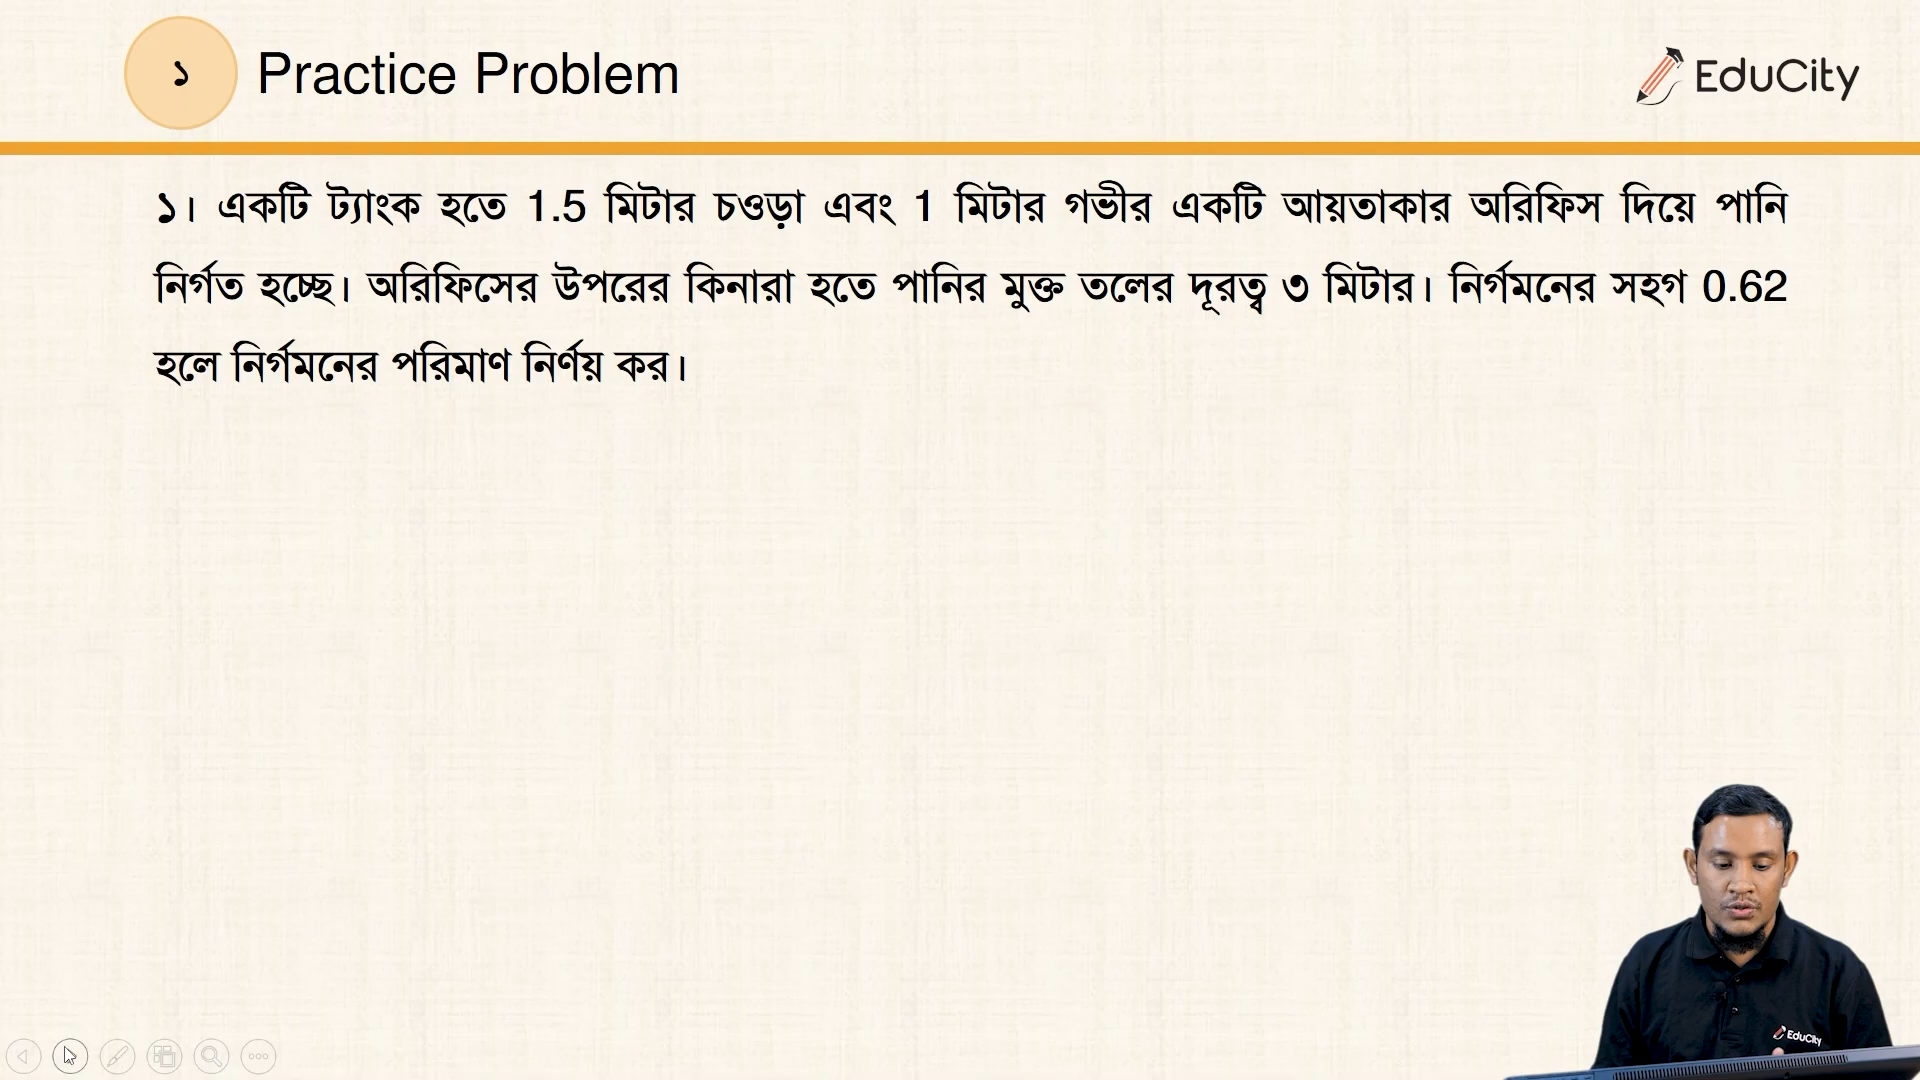 ১ Practice Problem
EduCity
১। একটি ট্যাংক হতে 1.5 মিটার চওড়া এবং 1 মিটার গভীর একটি আয়তাকার অরিফিস দিয়ে পানি
নির্গত হচ্ছে। অরিফিসের উপরের কিনারা হতে পানির মুক্ত তলের দূরত্ব ৩ মিটার। নির্গমনের সহগ 0.62
হলে নির্গমনের পরিমাণ নির্ণয় কর।
EduCity